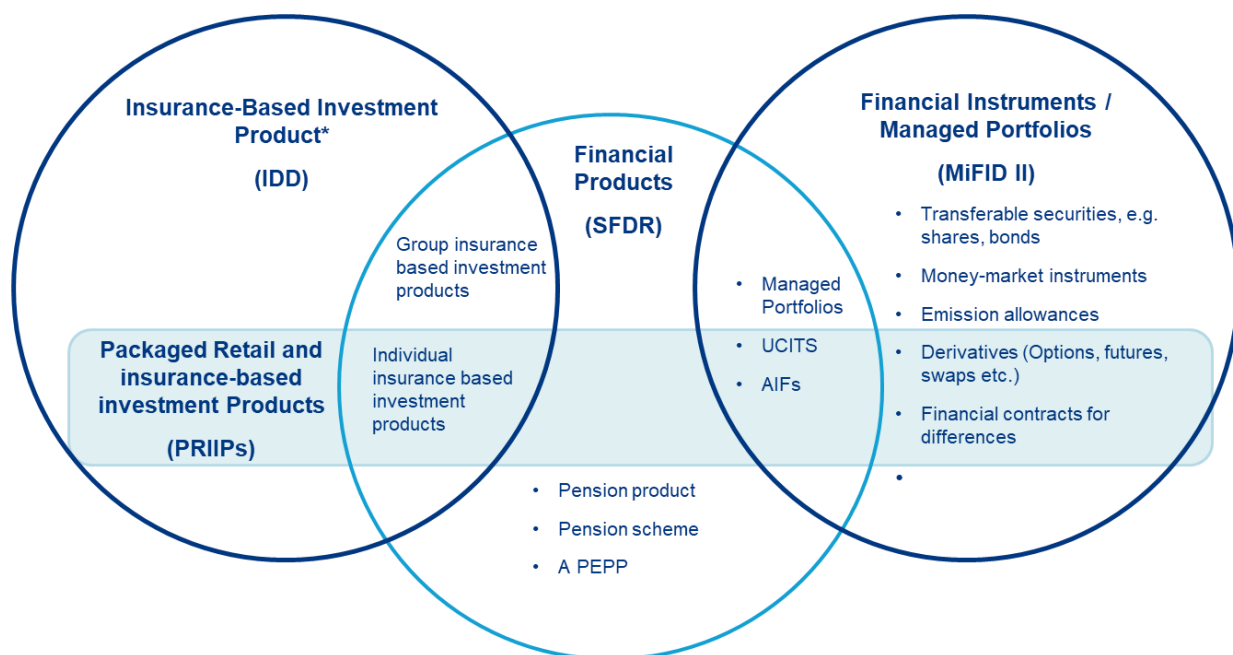 Insurance-Based Investment
Product*
(IDD)
Financial
Products
(SFDR)
Financial Instruments /
Managed Portfolios
(MiFID II)
• Transferable securities, e.g.
shares, bonds
• Money-market instruments
• Emission allowances
• Derivatives (Options, futures,
swaps etc.)
• Financial contracts for
differences
•
Group insurance
based investment
products
• Managed
Portfolios
• UCITS
• AIFs
Packaged Retail and
insurance-based
investment Products
(PRIIPs)
Individual
insurance based
investment
products
• Pension product
• Pension scheme
• A PEPP